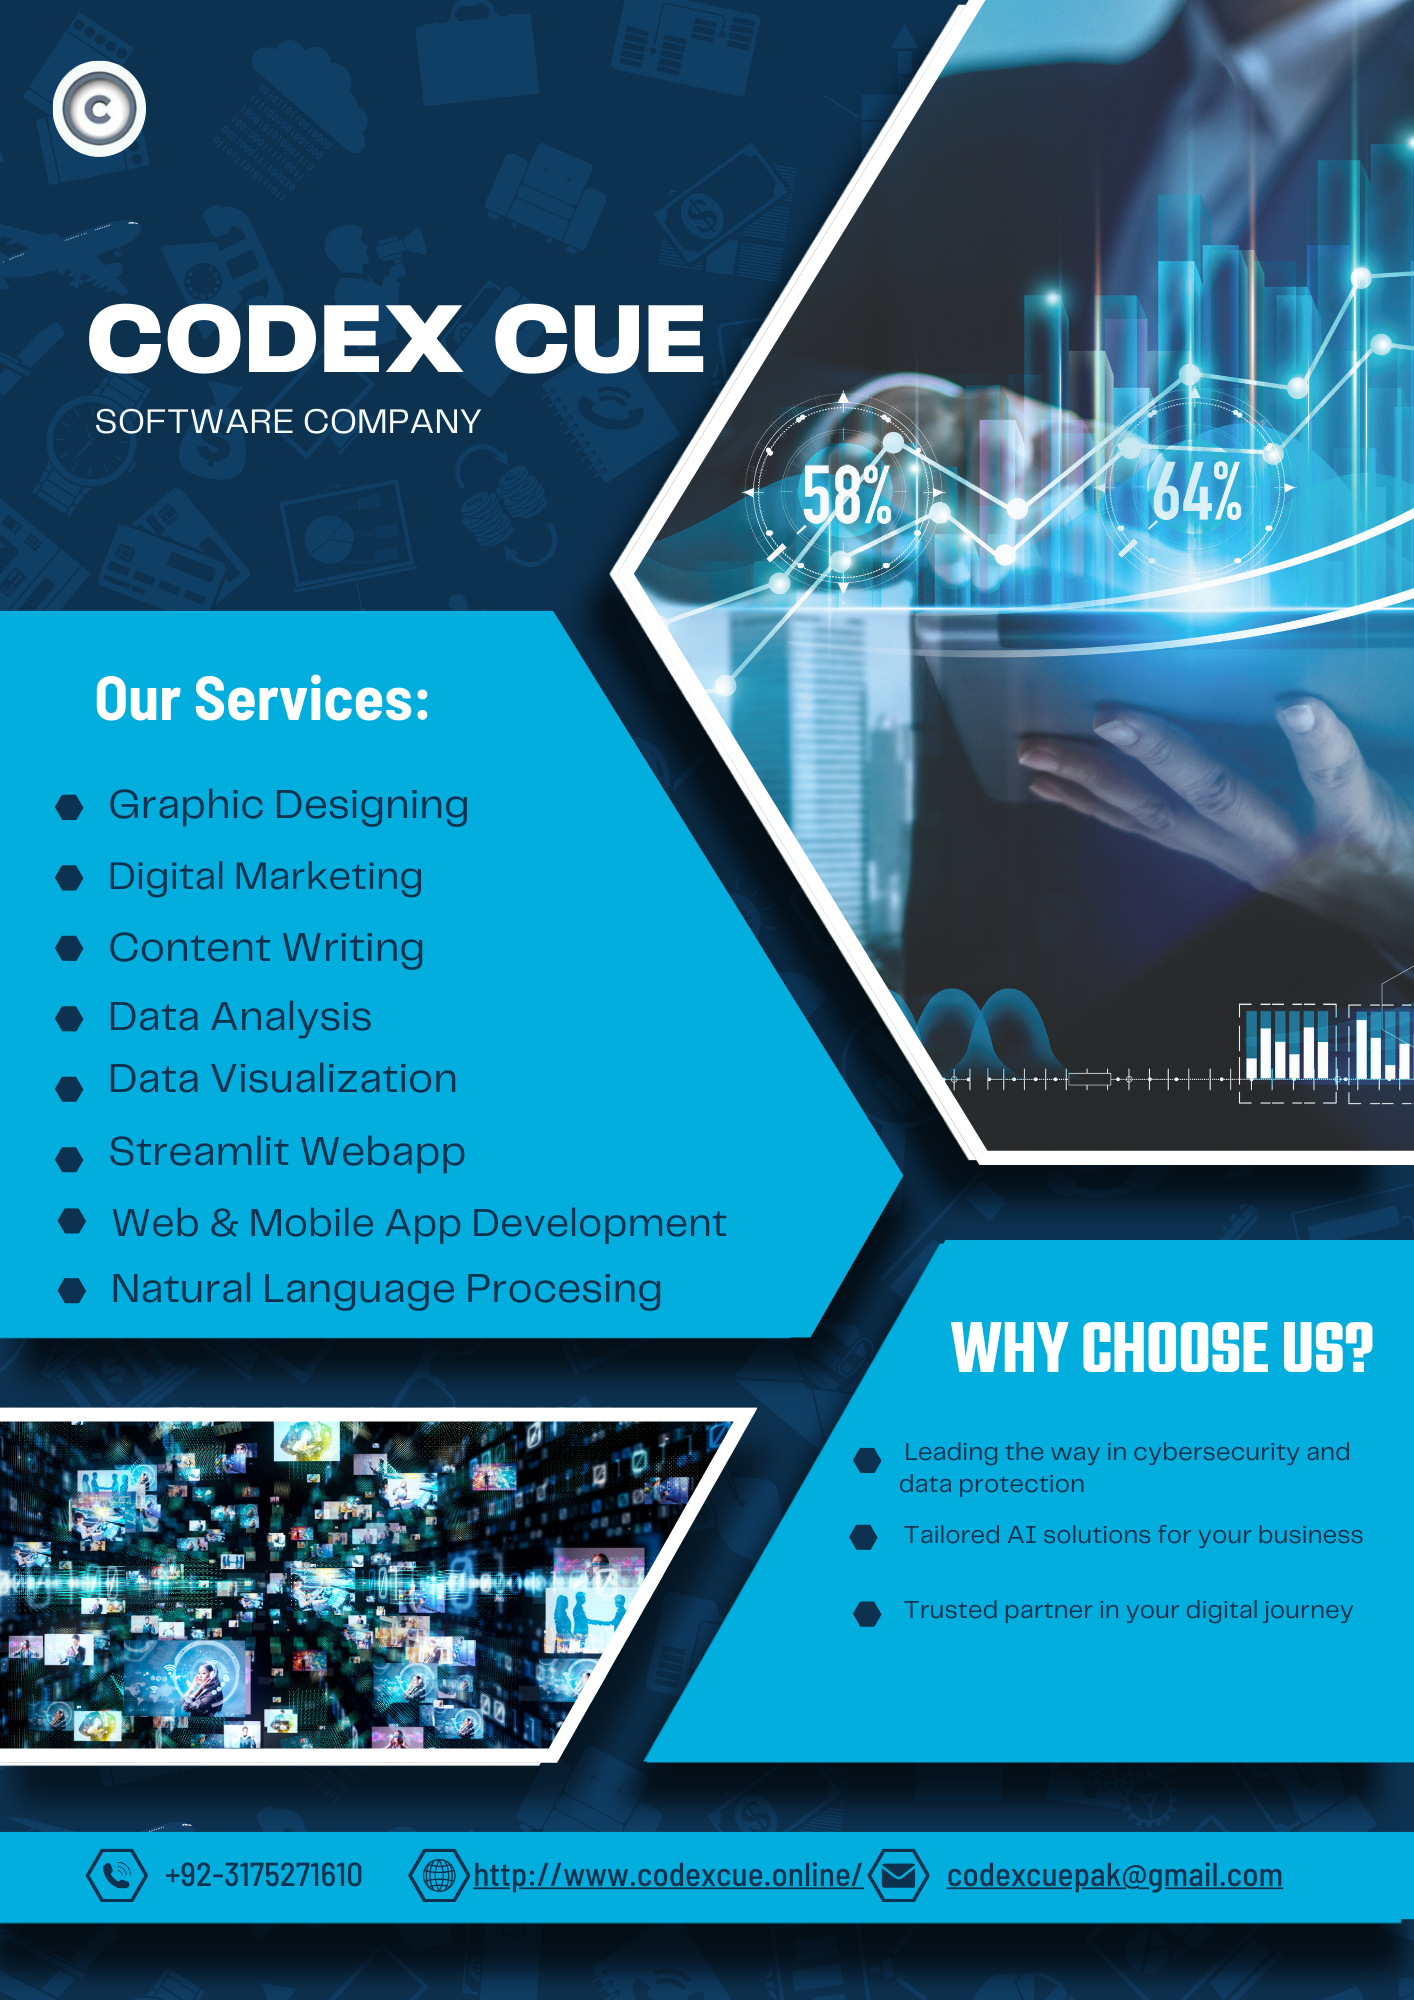 C
CODEX CUE
SOFTWARE COMPANY
58%
64%
Our Services:
Graphic Designing
Digital Marketing
Content Writing
Data Analysis
Data Visualization
Streamlit Webapp
Web & Mobile App Development
Natural Language Procesing
WHY CHOOSE US?
Leading the way in cybersecurity and
data protection
Tailored AI solutions for your business
Trusted partner in your digital journey
+92-3175271610
http://www.codexcue.online/
codexcuepak@gmail.com